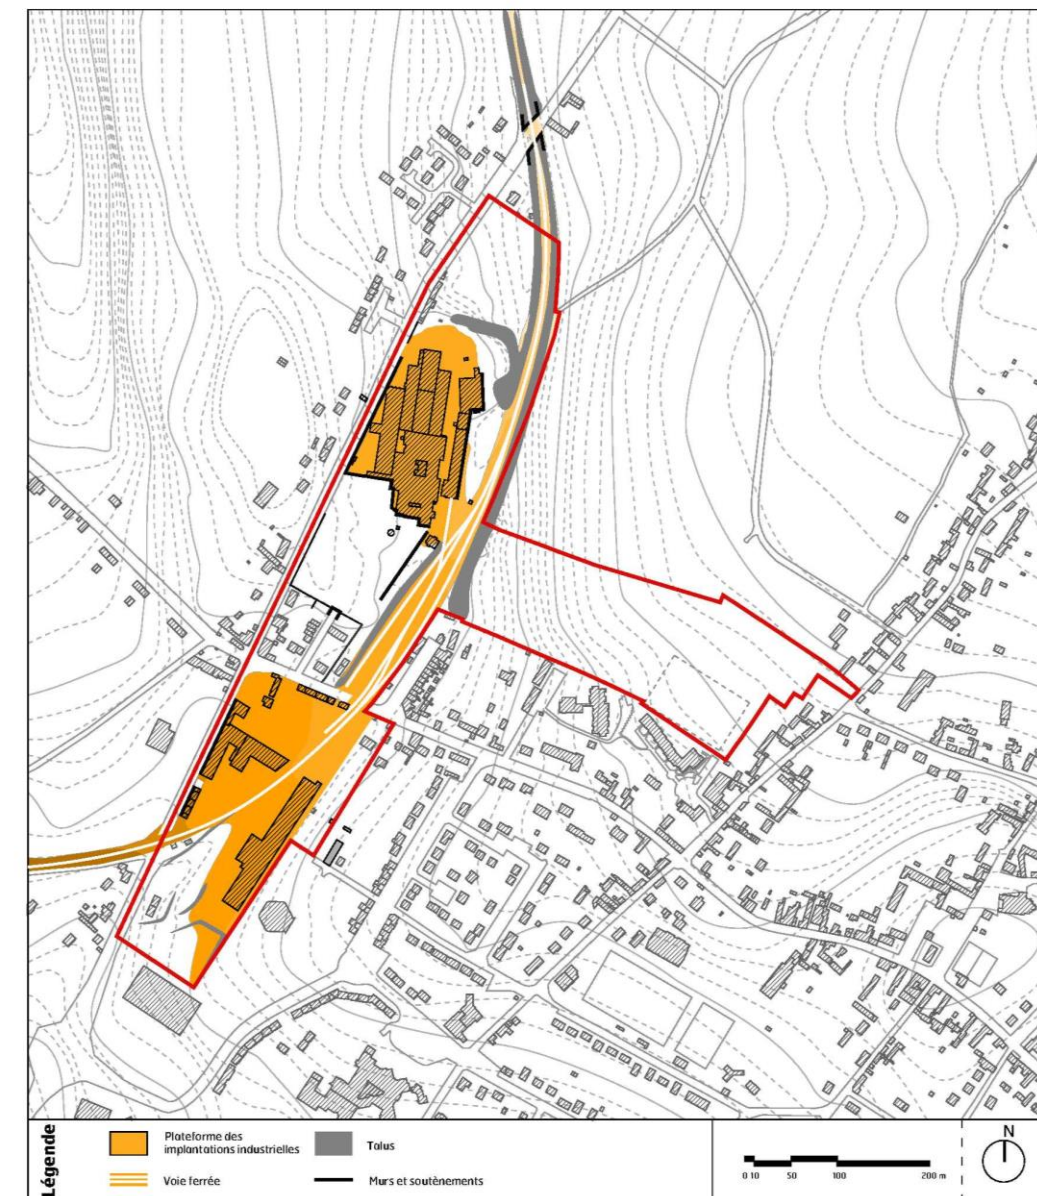 Légende
Plateforme des
implantations industrielles
Talus
Voie ferrée
Murs et soutènements
0 10 50 100 200 m
N